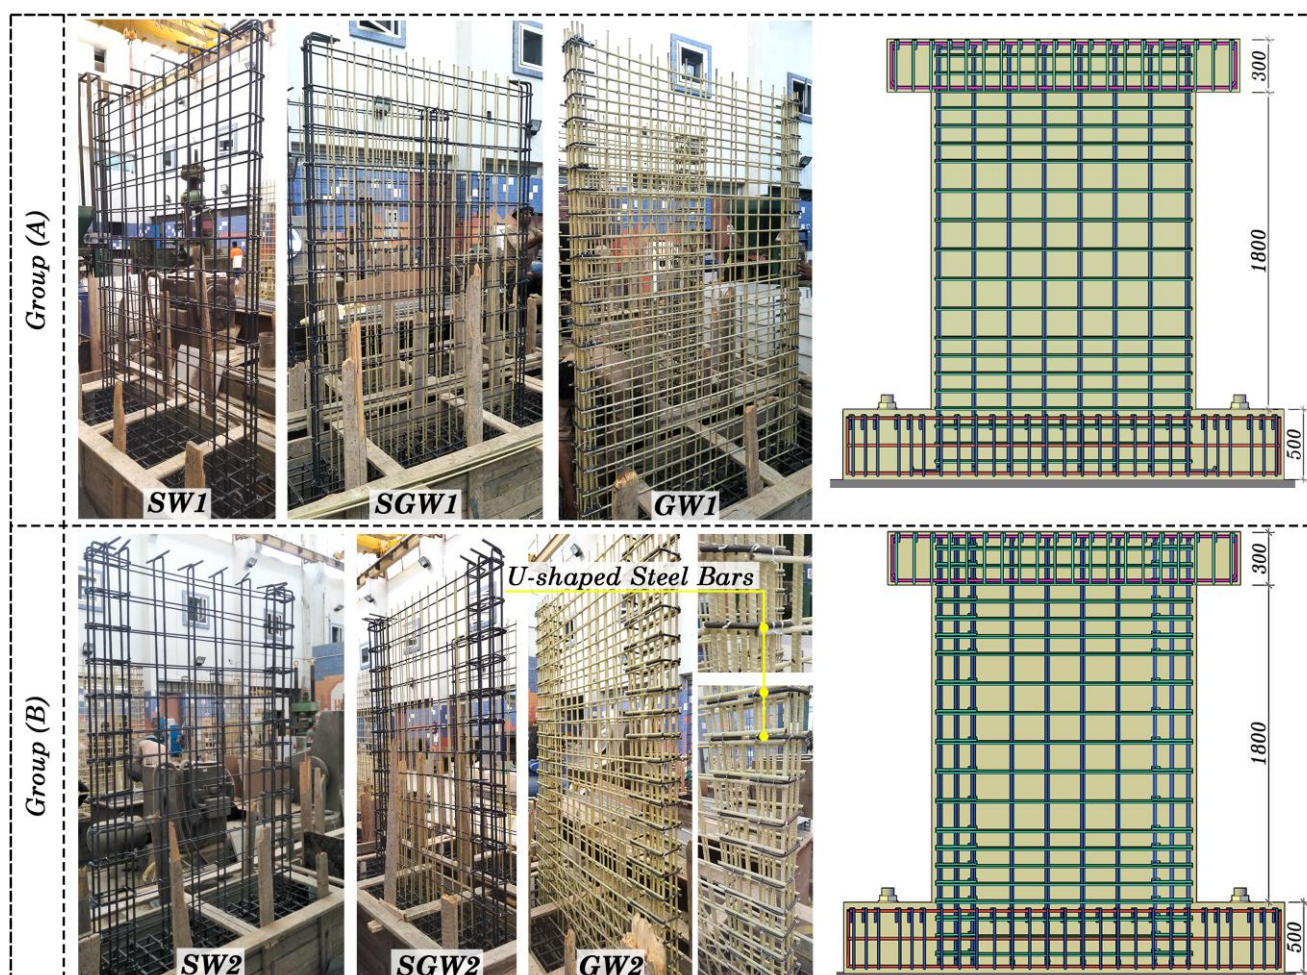 Group (A)
SW1
SGW1
GW1
300
1800
500
Group (B)
U-shaped Steel Bars
SW2
SGW2
GW2
300
1800
500